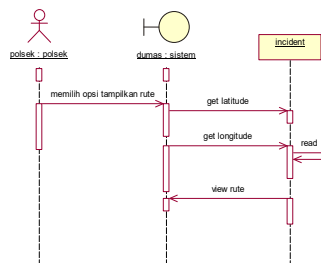 polsek : polsek
dumas : sistem
incident
memilih opsi tampilkan rute
get latitude
get longitude
read
view rute